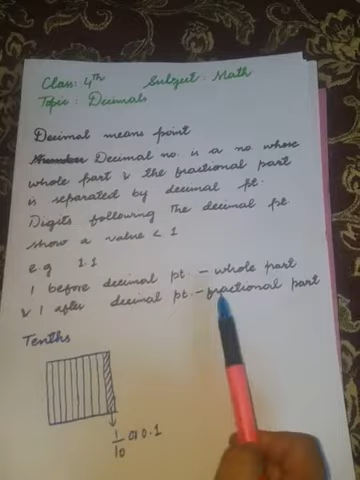 Class: 4th Subject: Math
Topic: Decimals
Decimal means point
Decimal no. is a no. whose
whole part & the fractional part
is separated by decimal pt.
Digits following the decimal pt.
show a value < 1
e.g 1.1
1 before decimal pt. - whole part
& 1 after decimal pt. - fractional part
Tenths
1/10 or 0.1